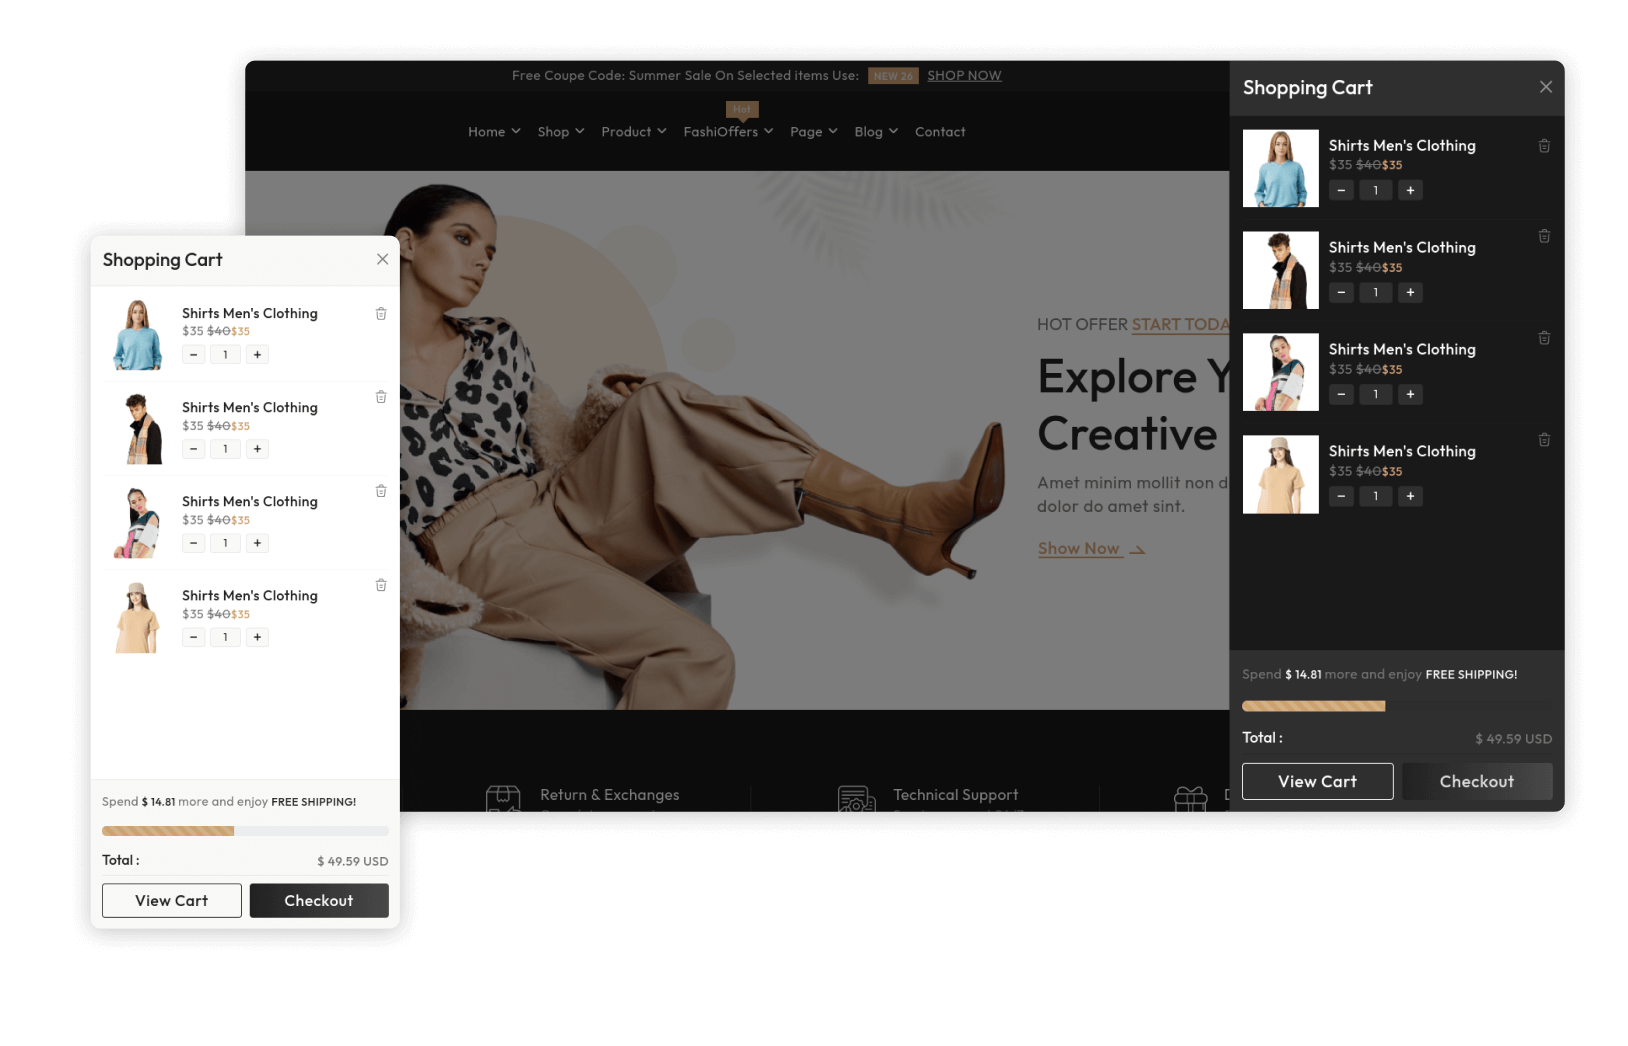 Free Coupe Code: Summer Sale On Selected items Use: NEW 26 SHOP NOW
Hot
Home Shop Product FashiOffers Page Blog Contact
HOT OFFER START TODA
Explore Y
Creative
Amet minim mollit non d
dolor do amet sint.
Show Now
Return & Exchanges
Technical Support
Shopping Cart
Shirts Men's Clothing
$35 $40$35
− 1 +
Shirts Men's Clothing
$35 $40$35
− 1 +
Shirts Men's Clothing
$35 $40$35
− 1 +
Shirts Men's Clothing
$35 $40$35
− 1 +
Spend $ 14.81 more and enjoy FREE SHIPPING!
Total : $ 49.59 USD
View Cart Checkout
Shopping Cart
Shirts Men's Clothing
$35 $40$35
− 1 +
Shirts Men's Clothing
$35 $40$35
− 1 +
Shirts Men's Clothing
$35 $40$35
− 1 +
Shirts Men's Clothing
$35 $40$35
− 1 +
Spend $ 14.81 more and enjoy FREE SHIPPING!
Total : $ 49.59 USD
View Cart Checkout